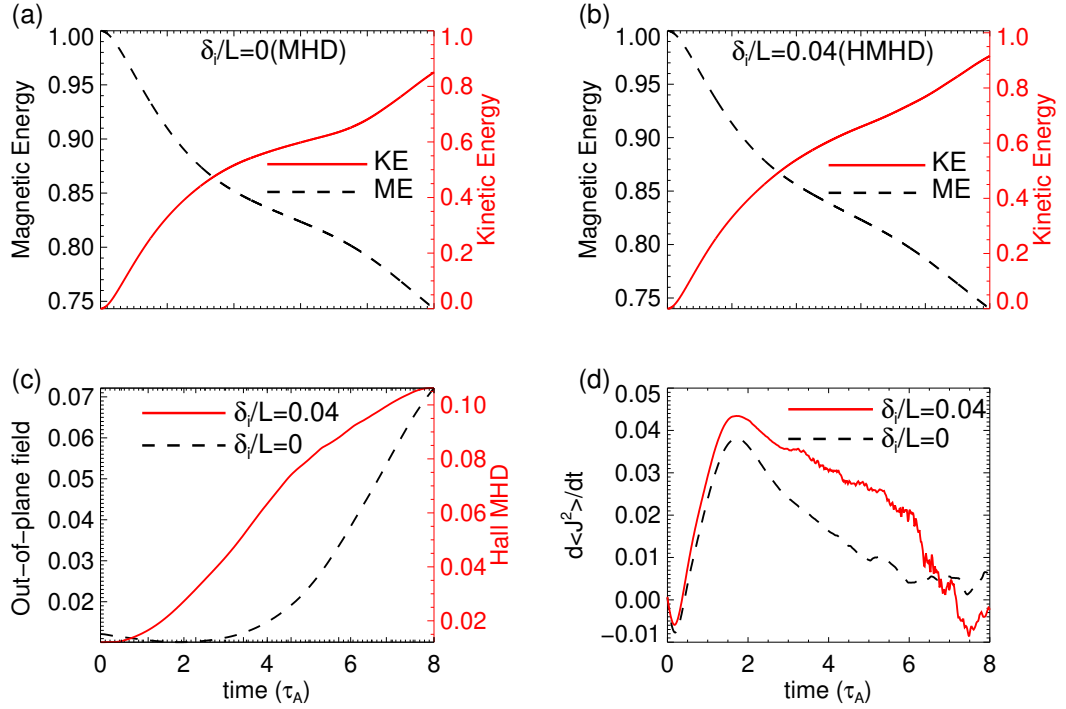 (a)
δi/L=0(MHD)
1.00
0.95
0.90
0.85
0.80
0.75
Magnetic Energy
KE
ME
1.0
0.8
0.6
0.4
0.2
0.0
Kinetic Energy
(b)
δi/L=0.04(HMHD)
1.00
0.95
0.90
0.85
0.80
0.75
Magnetic Energy
KE
ME
1.0
0.8
0.6
0.4
0.2
0.0
Kinetic Energy
(c)
0.07
0.06
0.05
0.04
0.03
0.02
Out-of-plane field
δi/L=0.04
δi/L=0
0.10
0.08
0.06
0.04
0.02
Hall MHD
0 2 4 6 8
time (τA)
(d)
0.05
0.04
0.03
0.02
0.01
0.00
-0.01
d<J²>/dt
δi/L=0.04
δi/L=0
0 2 4 6 8
time (τA)